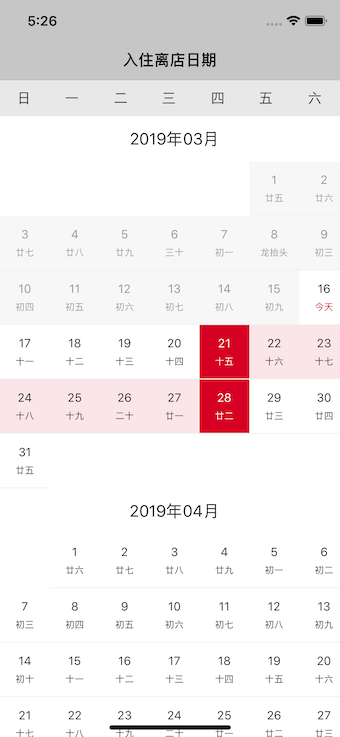 5:26
入住离店日期
日 一 二 三 四 五 六
2019年03月
1 2
廿五 廿六
3 4 5 6 7 8 9
廿七 廿八 廿九 三十 初一 龙抬头 初三
10 11 12 13 14 15 16
初四 初五 初六 初七 初八 初九 今天
17 18 19 20 21 22 23
十一 十二 十三 十四 十五 十六 十七
24 25 26 27 28 29 30
十八 十九 二十 廿一 廿二 廿三 廿四
31
廿五
2019年04月
1 2 3 4 5 6
廿六 廿七 廿八 廿九 初一 初二
7 8 9 10 11 12 13
初三 初四 初五 初六 初七 初八 初九
14 15 16 17 18 19 20
初十 十一 十二 十三 十四 十五 十六
21 22 23 24 25 26 27
十七 十八 十九 二十 廿一 廿二 廿三